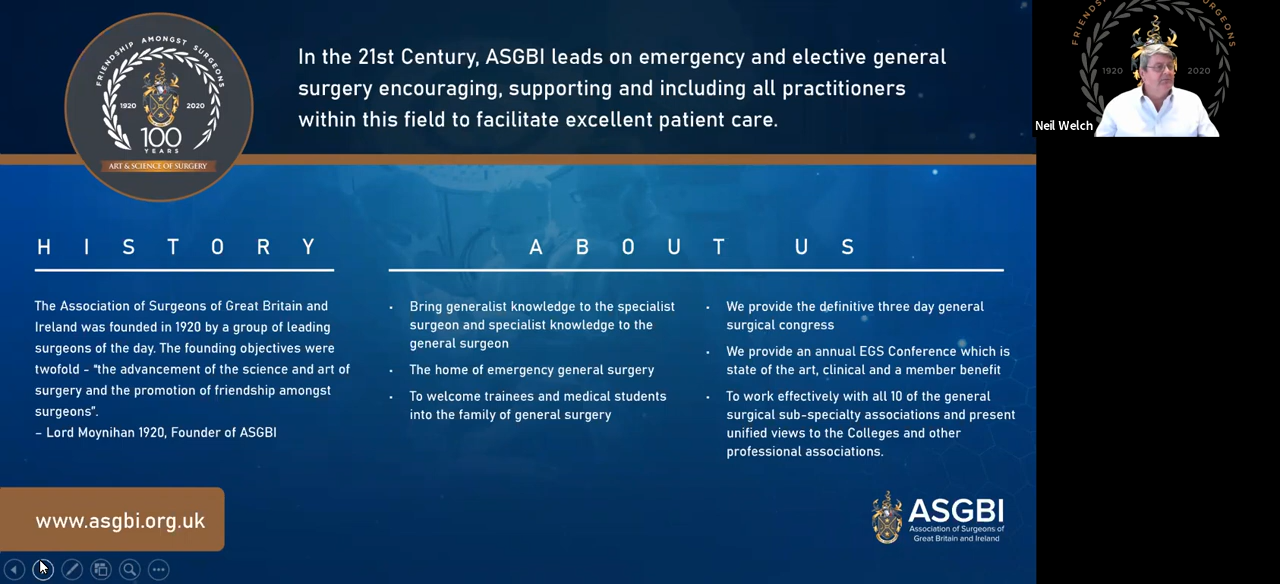 FRIENDSHIP AMONGST SURGEONS
1920
2020
100
YEARS
ART & SCIENCE OF SURGERY
In the 21st Century, ASGBI leads on emergency and elective general
surgery encouraging, supporting and including all practitioners
within this field to facilitate excellent patient care.
HISTORY
The Association of Surgeons of Great Britain and
Ireland was founded in 1920 by a group of leading
surgeons of the day. The founding objectives were
twofold - "the advancement of the science and art of
surgery and the promotion of friendship amongst
surgeons".
– Lord Moynihan 1920, Founder of ASGBI
ABOUT US
• Bring generalist knowledge to the specialist
surgeon and specialist knowledge to the
general surgeon
• The home of emergency general surgery
• To welcome trainees and medical students
into the family of general surgery
• We provide the definitive three day general
surgical congress
• We provide an annual EGS Conference which is
state of the art, clinical and a member benefit
• To work effectively with all 10 of the general
surgical sub-specialty associations and present
unified views to the Colleges and other
professional associations.
www.asgbi.org.uk
ASGBI
Association of Surgeons of
Great Britain and Ireland
1920
2020
Neil Welch